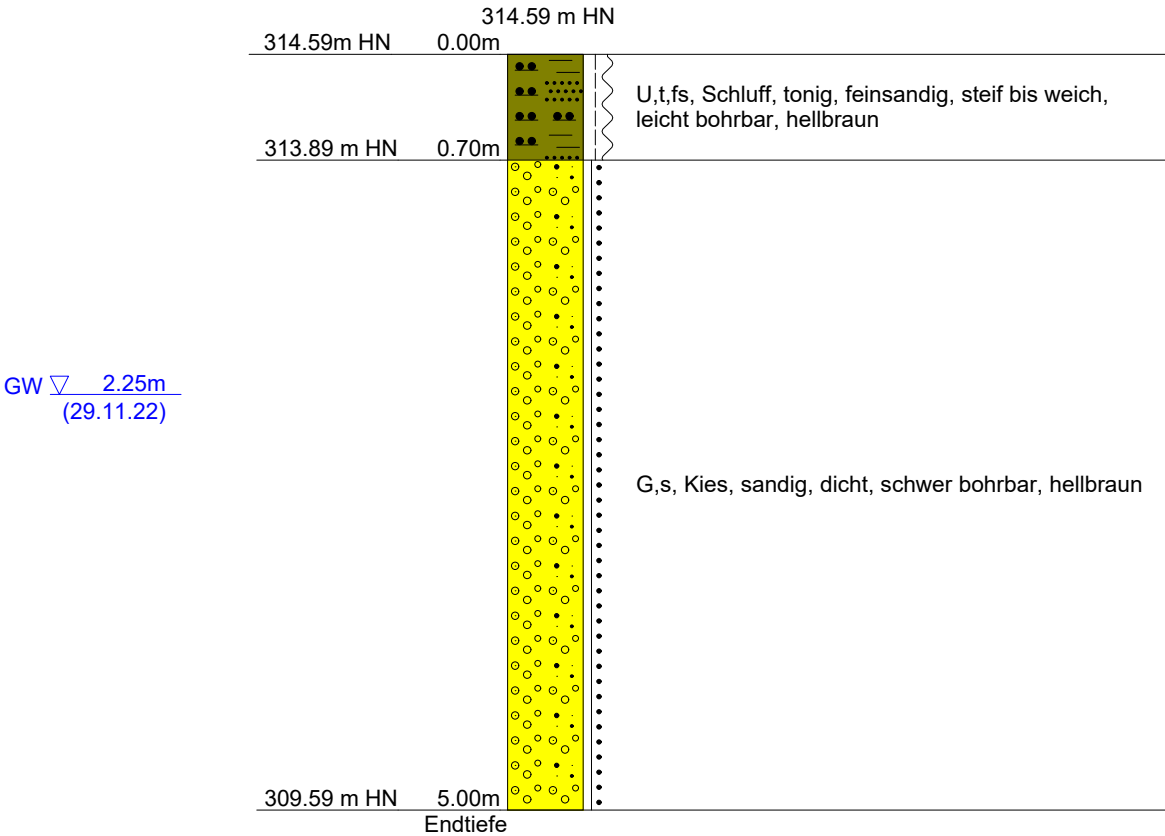 314.59 m HN
314.59m HN 0.00m
U,t,fs, Schluff, tonig, feinsandig, steif bis weich,
leicht bohrbar, hellbraun
313.89 m HN 0.70m
GW 2.25m
(29.11.22)
G,s, Kies, sandig, dicht, schwer bohrbar, hellbraun
309.59 m HN 5.00m
Endtiefe